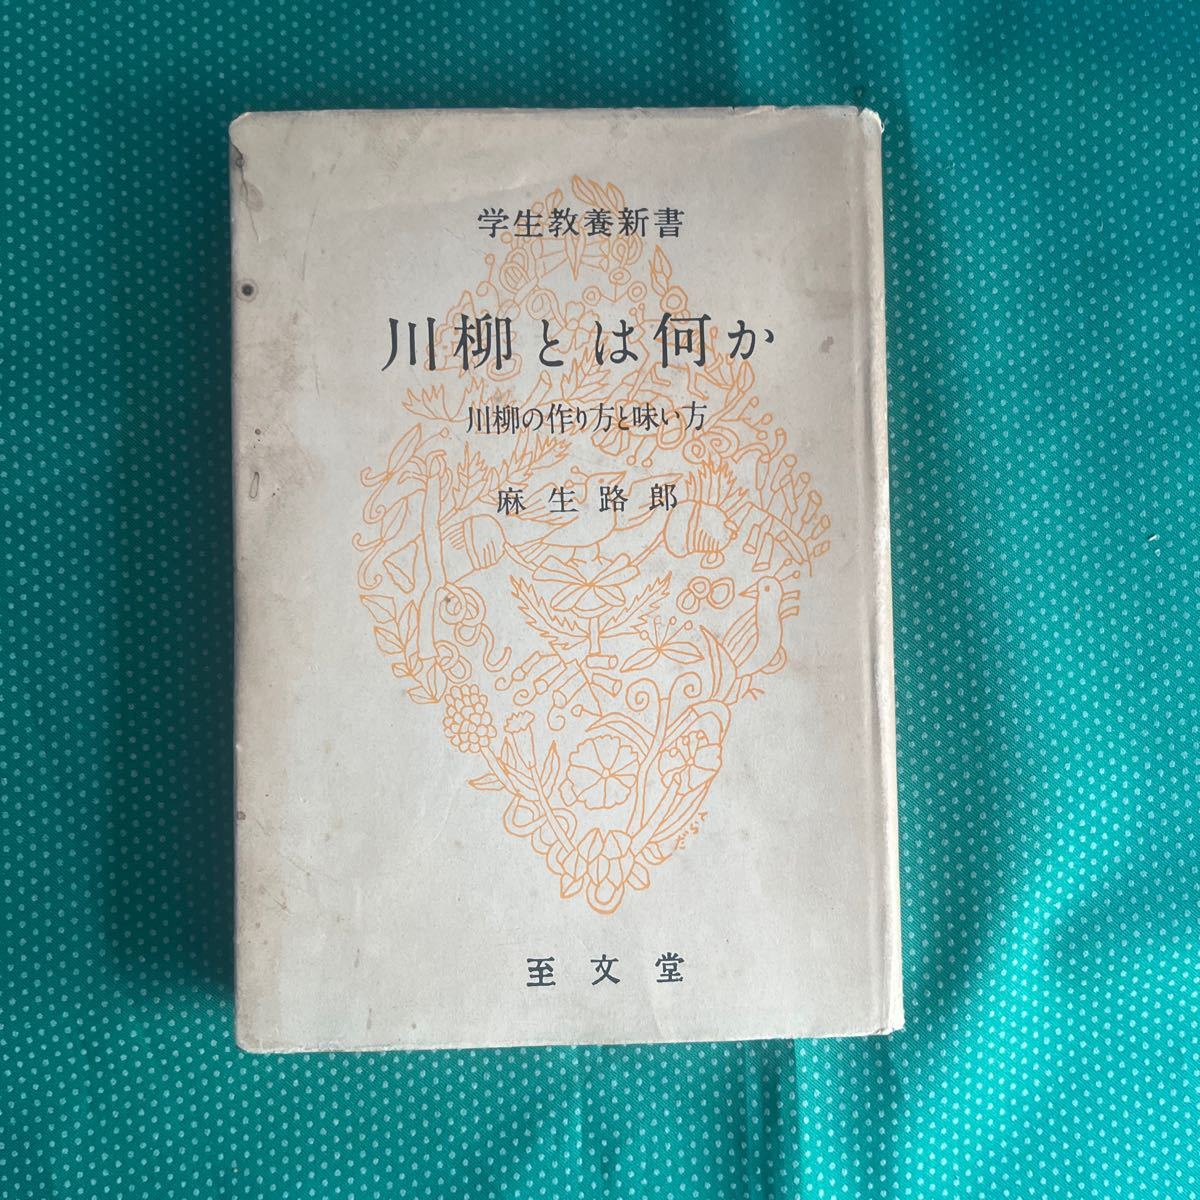 学生教養新書
川柳とは何か
川柳の作り方と味い方
麻生路郎
至文堂